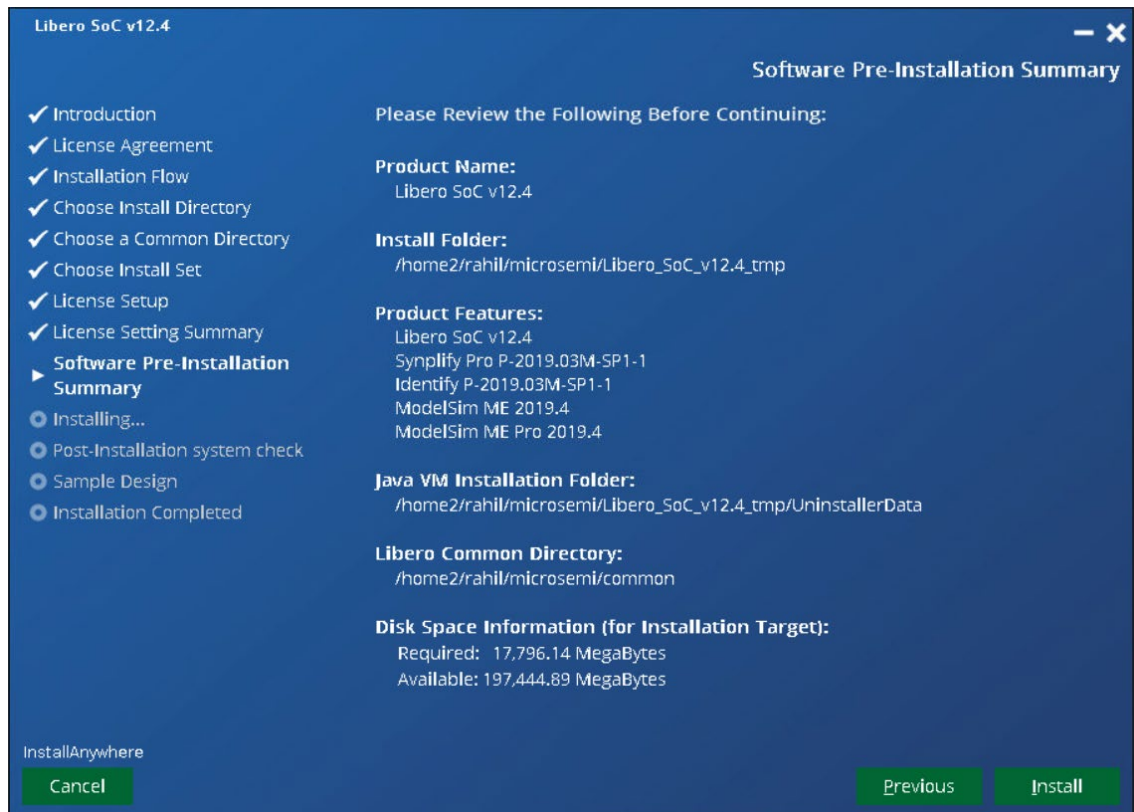 Libero SoC v12.4
Software Pre-Installation Summary
Introduction
License Agreement
Installation Flow
Choose Install Directory
Choose a Common Directory
Choose Install Set
License Setup
License Setting Summary
Software Pre-Installation
Summary
Installing...
Post-Installation system check
Sample Design
Installation Completed
Please Review the Following Before Continuing:
Product Name:
Libero SoC v12.4
Install Folder:
/home2/rahil/microsemi/Libero_SoC_v12.4_tmp
Product Features:
Libero SoC v12.4
Synplify Pro P-2019.03M-SP1-1
Identify P-2019.03M-SP1-1
ModelSim ME 2019.4
ModelSim ME Pro 2019.4
Java VM Installation Folder:
/home2/rahil/microsemi/Libero_SoC_v12.4_tmp/UninstallerData
Libero Common Directory:
/home2/rahil/microsemi/common
Disk Space Information (for Installation Target):
Required: 17,796.14 MegaBytes
Available: 197,444.89 MegaBytes
InstallAnywhere
Cancel
Previous
Install